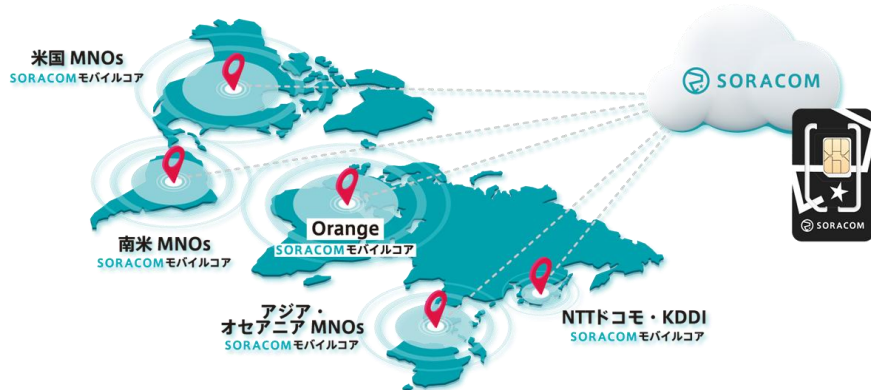 米国 MNOs
SORACOMモバイルコア
SORACOM
SORACOM
Orange
SORACOMモバイルコア
南米 MNOs
SORACOMモバイルコア
アジア・
オセアニア MNOs
SORACOMモバイルコア
NTTドコモ・KDDI
SORACOMモバイルコア